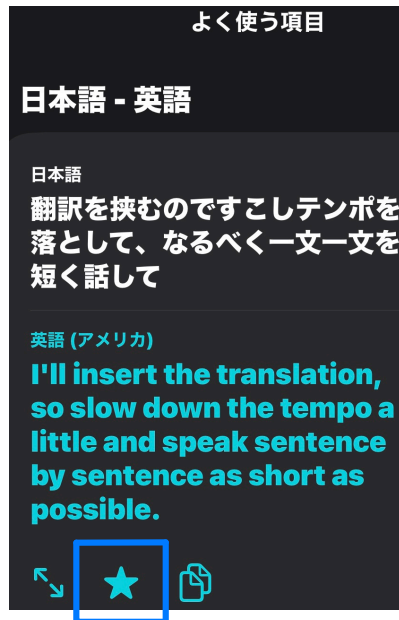 よく使う項目
日本語 - 英語
日本語
翻訳を挟むのですこしテンポを
落として、なるべく一文一文を
短く話して
英語 (アメリカ)
I'll insert the translation,
so slow down the tempo a
little and speak sentence
by sentence as short as
possible.